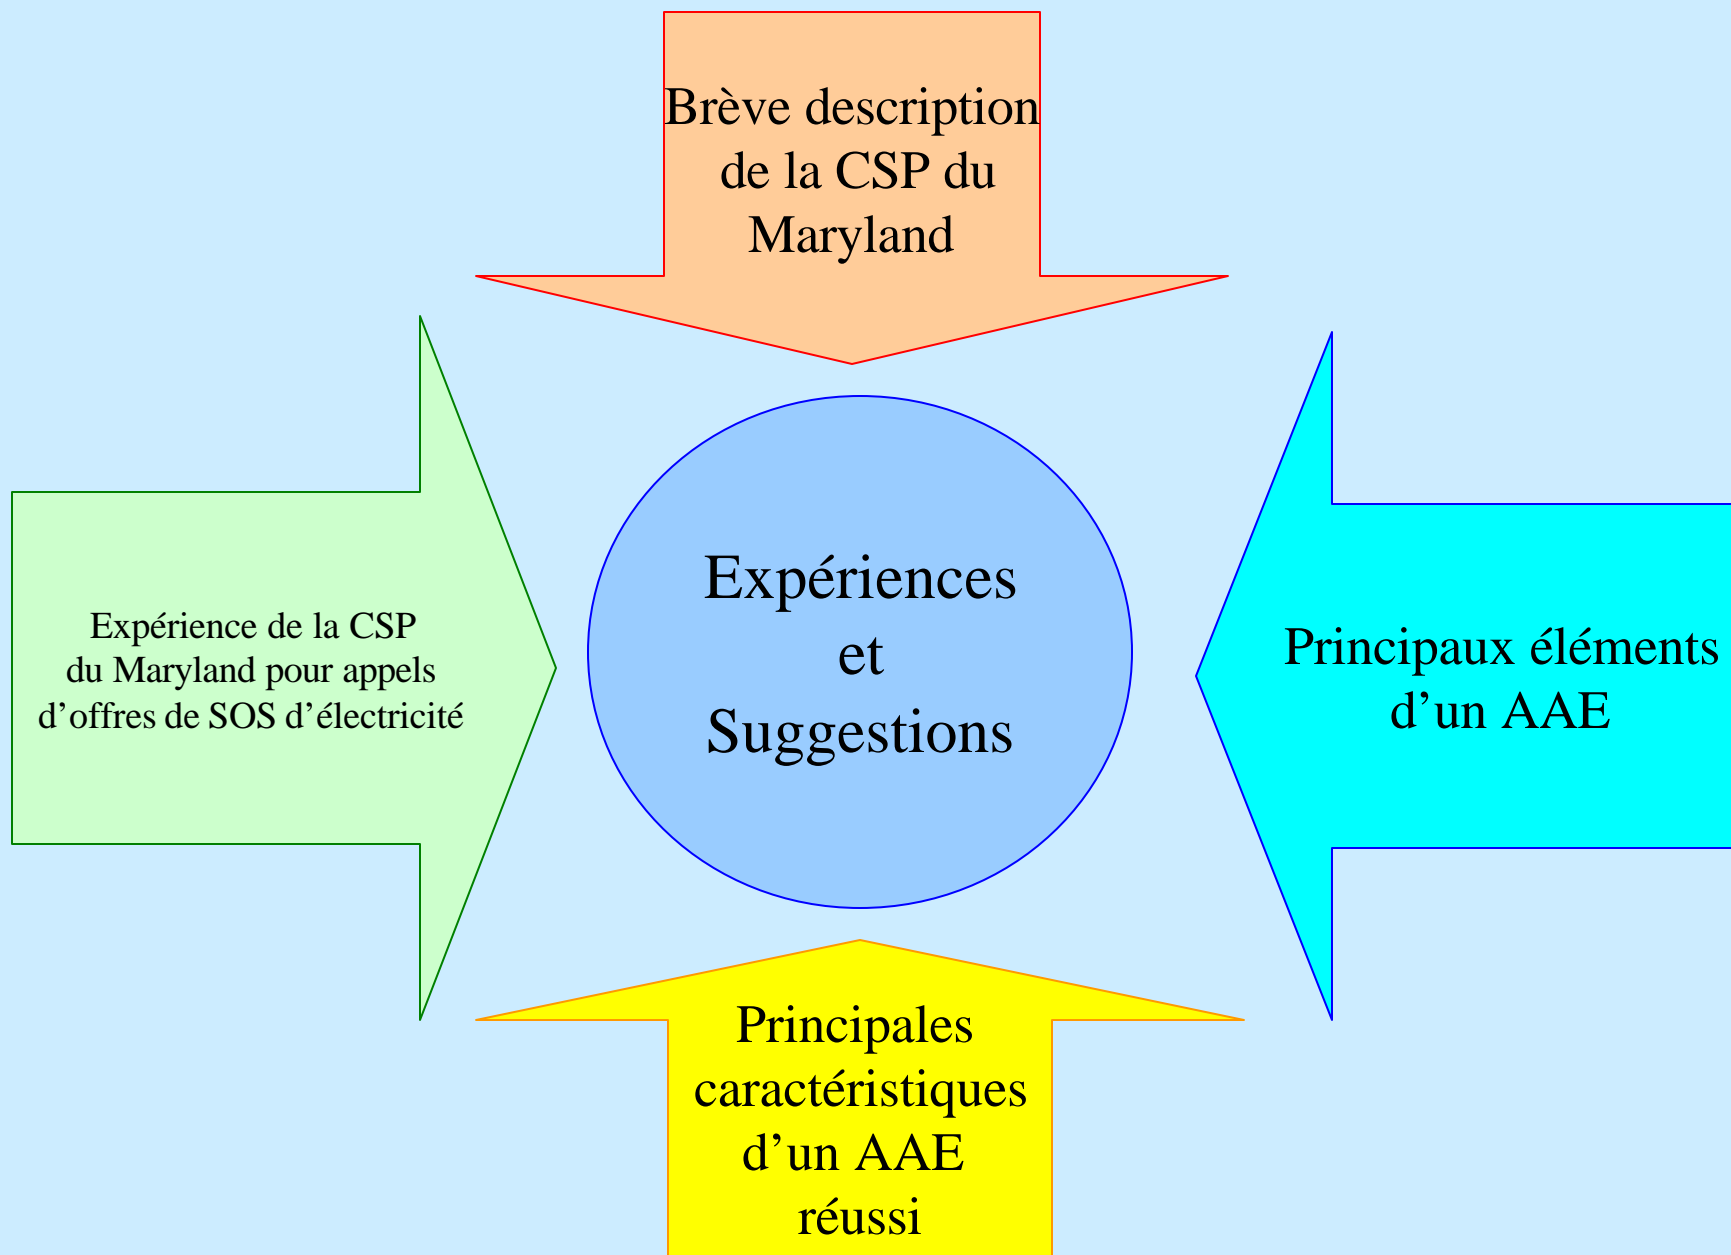 Brève description
de la CSP du
Maryland
Expérience de la CSP
du Maryland pour appels
d’offres de SOS d’électricité
Expériences
et
Suggestions
Principaux éléments
d’un AAE
Principales
caractéristiques
d’un AAE
réussi